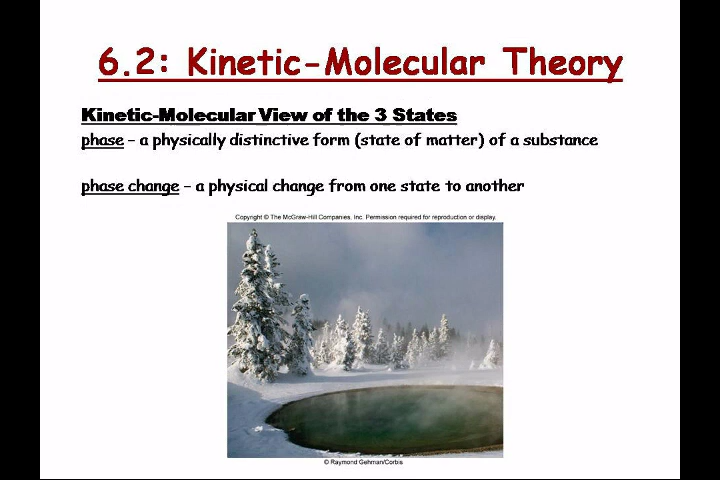 6.2: Kinetic-Molecular Theory
Kinetic-Molecular View of the 3 States
phase – a physically distinctive form (state of matter) of a substance
phase change – a physical change from one state to another
Copyright © The McGraw-Hill Companies, Inc. Permission required for reproduction or display.
© Raymond Gehman/Corbis